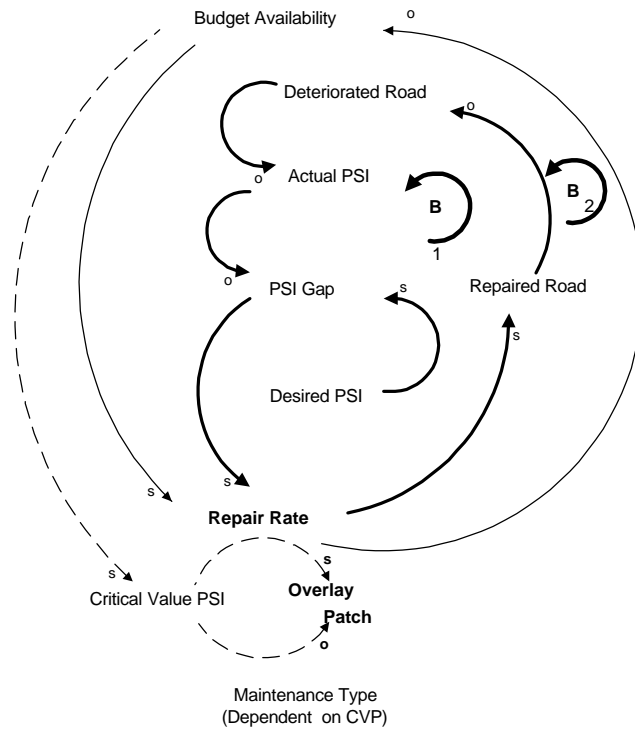 Budget Availability
o
Deteriorated Road
o
Actual PSI
o
B
1
B
2
o
PSI Gap
s
Repaired Road
s
Desired PSI
s
s
Repair Rate
s
s
Critical Value PSI
Overlay
Patch
o
Maintenance Type
(Dependent on CVP)